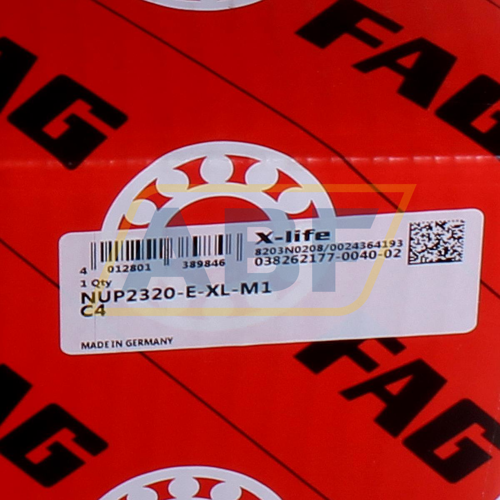 FAG
FAG
X-life
8203N0208/0024364193
038262177-0040-02
4 012801 389846
1 Qty
NUP2320-E-XL-M1
C4
MADE IN GERMANY
ABF
FAG
FAG